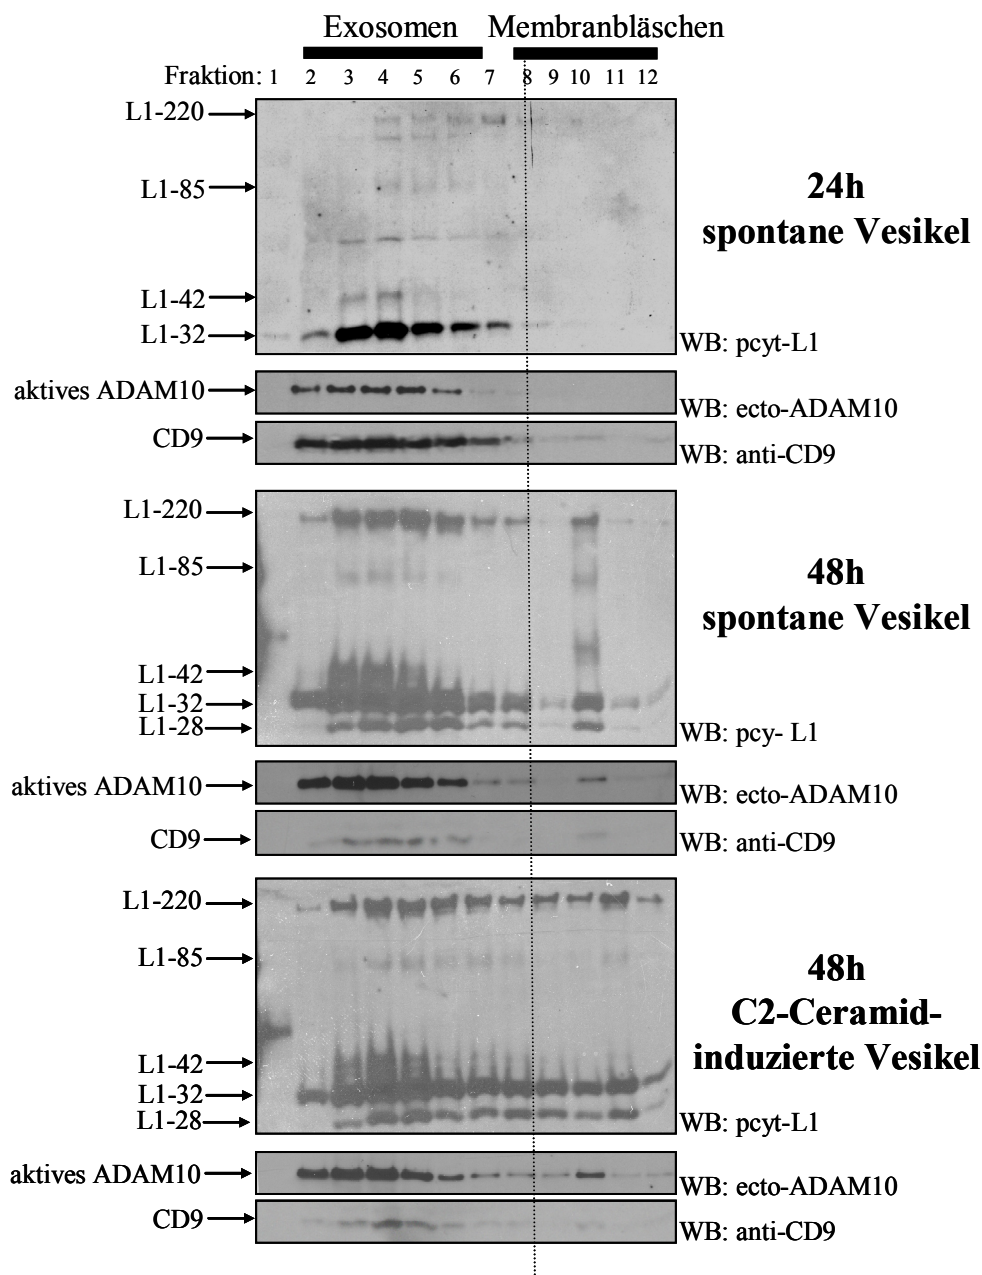 Exosomen Membranbläschen
Fraktion: 1 2 3 4 5 6 7 8 9 10 11 12
L1-220
L1-85
L1-42
L1-32
24h
spontane Vesikel
WB: pcyt-L1
aktives ADAM10
WB: ecto-ADAM10
CD9
WB: anti-CD9
L1-220
L1-85
L1-42
L1-32
L1-28
48h
spontane Vesikel
WB: pcy- L1
aktives ADAM10
WB: ecto-ADAM10
CD9
WB: anti-CD9
L1-220
L1-85
L1-42
L1-32
L1-28
48h
C2-Ceramid-
induzierte Vesikel
WB: pcyt-L1
aktives ADAM10
WB: ecto-ADAM10
CD9
WB: anti-CD9